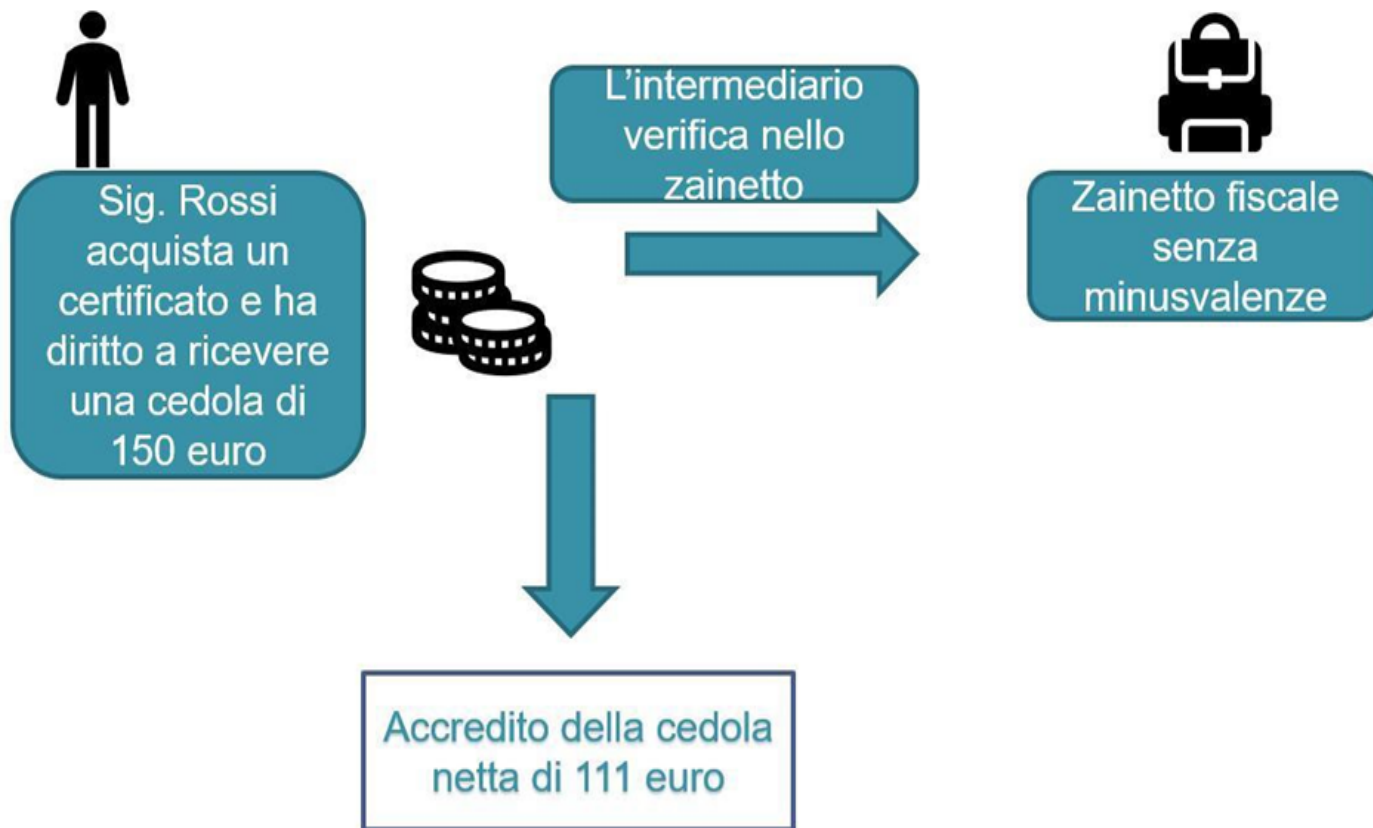 Sig. Rossi
acquista un
certificato e ha
diritto a ricevere
una cedola di
150 euro
L'intermediario
verifica nello
zainetto
Zainetto fiscale
senza
minusvalenze
Accredito della cedola
netta di 111 euro